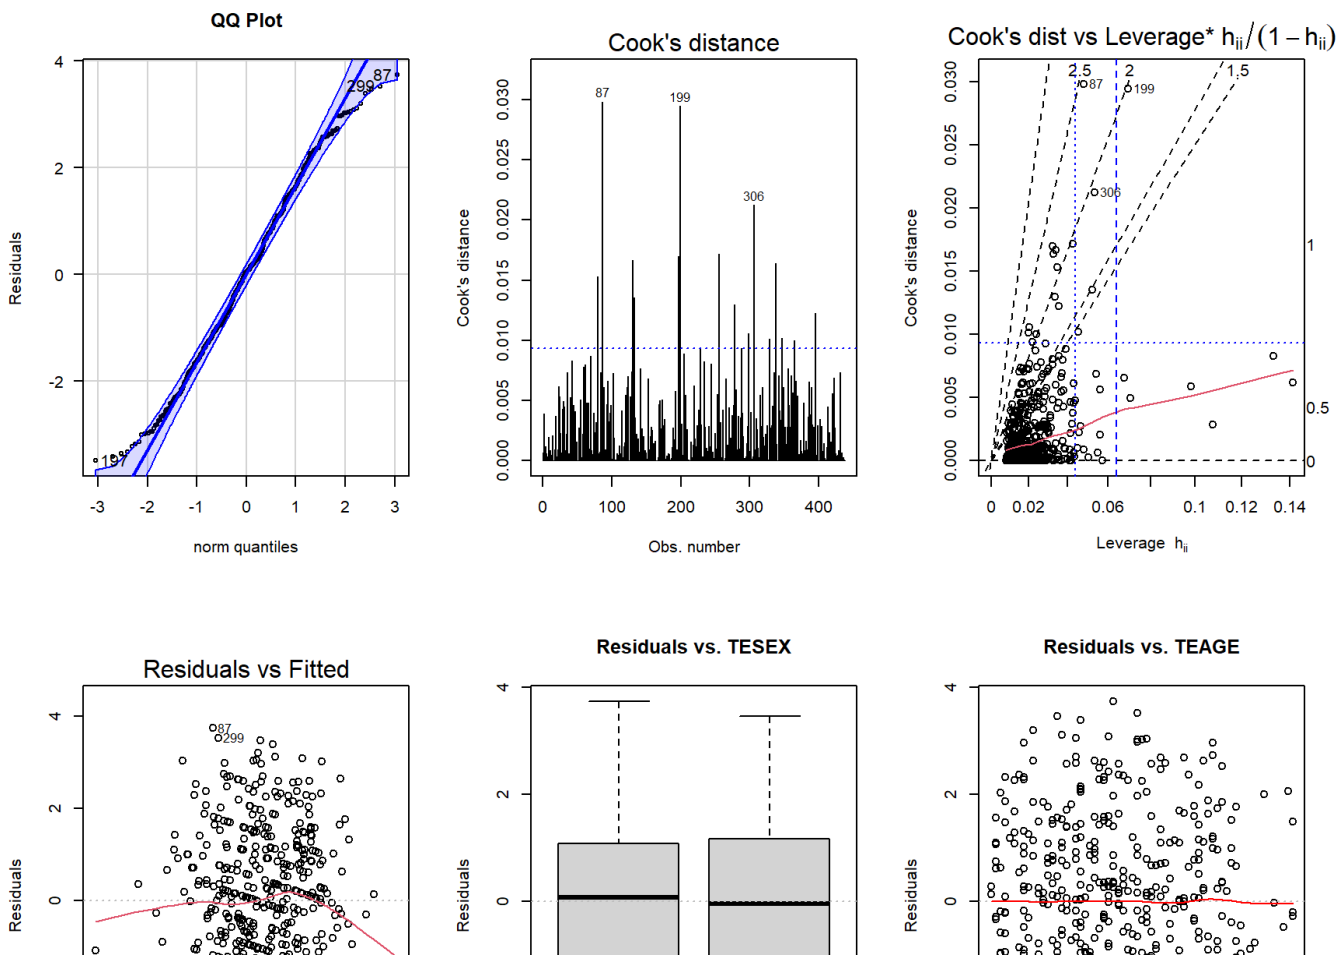 QQ Plot
Residuals
4
2
0
-2
87
299
197
-3 -2 -1 0 1 2 3
norm quantiles
Cook's distance
Cook's distance
0.030
0.025
0.020
0.015
0.010
0.005
0.000
87
199
306
0 100 200 300 400
Obs. number
Cook's dist vs Leverage* hii/(1 − hii)
Cook's distance
0.030
0.025
0.020
0.015
0.010
0.005
0.000
2.5 2 1.5
87
199
306
1
0.5
0
0 0.02 0.06 0.1 0.12 0.14
Leverage hii
Residuals vs Fitted
Residuals
4
2
0
87
299
Residuals vs. TESEX
Residuals
4
2
0
Residuals vs. TEAGE
Residuals
4
2
0